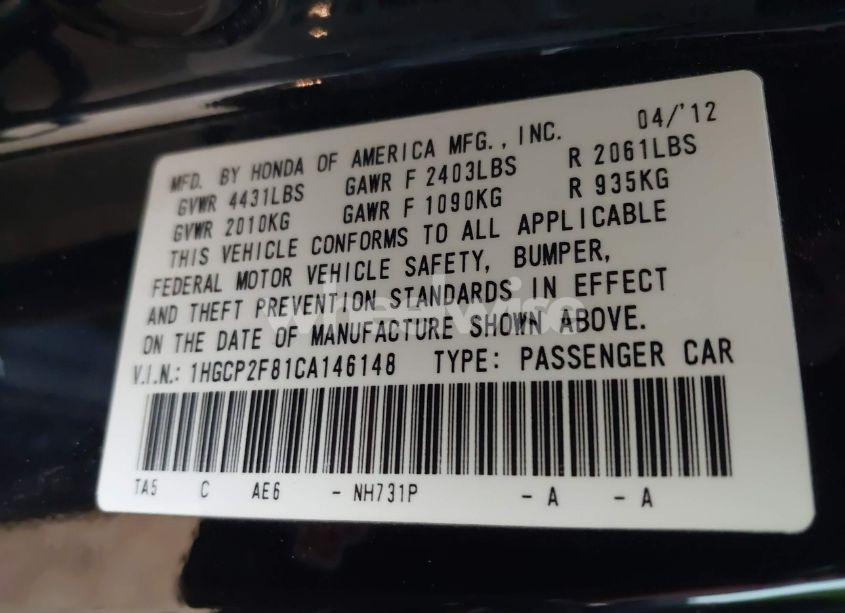 MFD. BY HONDA OF AMERICA MFG., INC. 04/'12
GVWR 4431LBS GAWR F 2403LBS R 2061LBS
GVWR 2010KG GAWR F 1090KG R 935KG
THIS VEHICLE CONFORMS TO ALL APPLICABLE
FEDERAL MOTOR VEHICLE SAFETY, BUMPER,
AND THEFT PREVENTION STANDARDS IN EFFECT
ON THE DATE OF MANUFACTURE SHOWN ABOVE.
V.I.N.: 1HGCP2F81CA146148 TYPE: PASSENGER CAR
TA5 C AE6 - NH731P - A - A
wheelwise